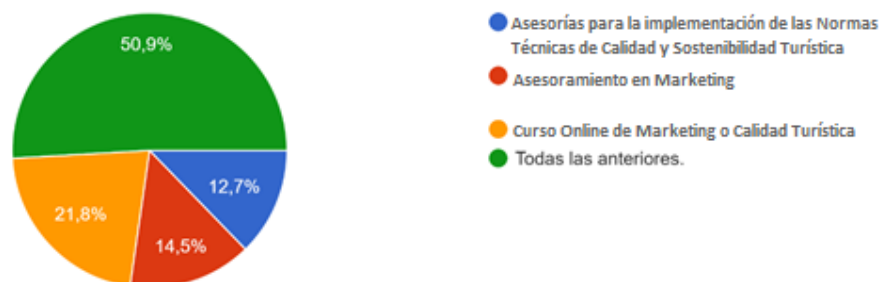 50,9%
12,7%
21,8%
14,5%
Asesorías para la implementación de las Normas
Técnicas de Calidad y Sostenibilidad Turística
Asesoramiento en Marketing
Curso Online de Marketing o Calidad Turística
Todas las anteriores.